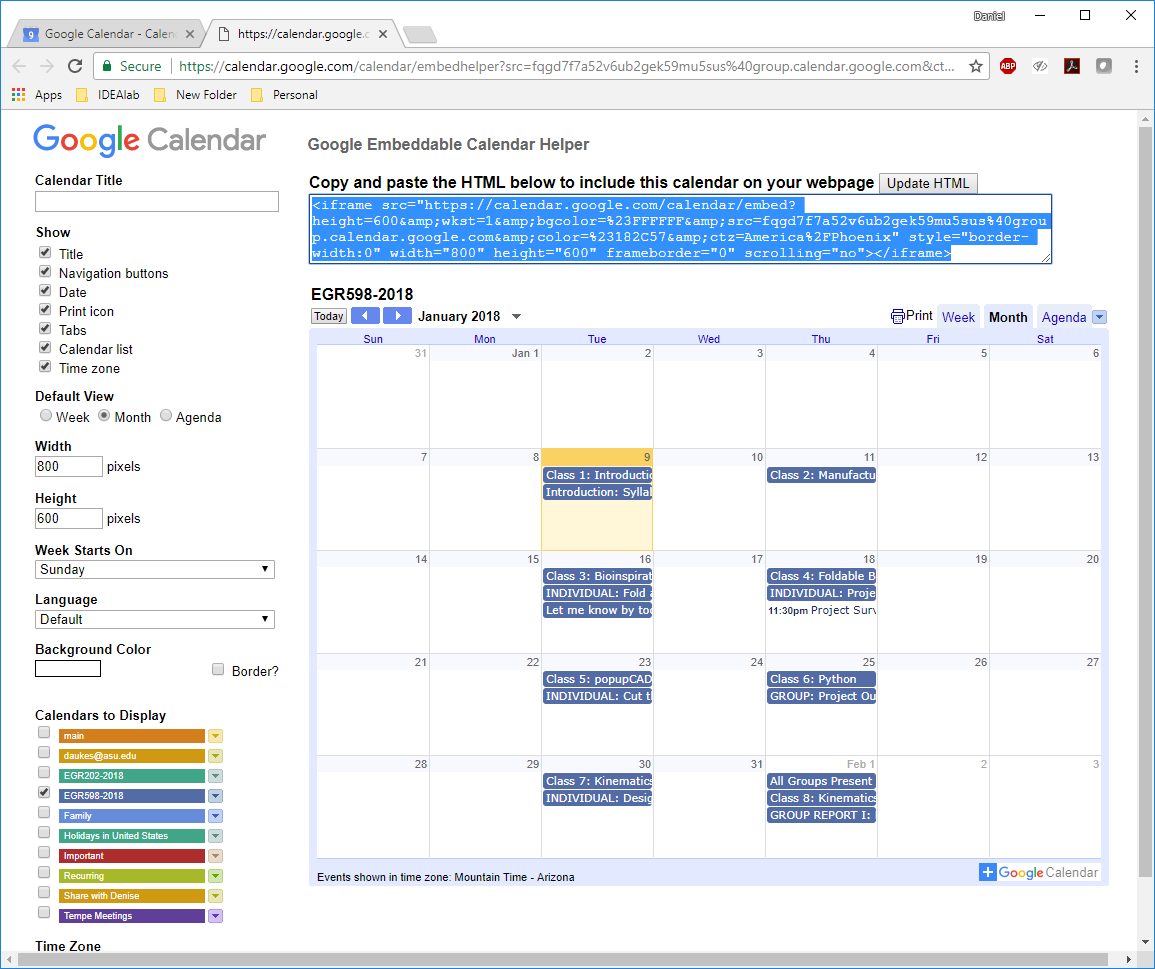 Daniel
Google Calendar - Calen
https://calendar.google.c
Secure
https://calendar.google.com/calendar/embedhelper?src=fqgd7f7a52v6ub2gek59mu5sus%40group.calendar.google.com&ct...
ABP
Apps IDEAlab New Folder Personal
Google Calendar
Google Embeddable Calendar Helper
Calendar Title
Copy and paste the HTML below to include this calendar on your webpage Update HTML
<iframe src="https://calendar.google.com/calendar/embed?
height=600&amp;wkst=1&amp;bgcolor=%23FFFFFF&amp;src=fqgd7f7a52v6ub2gek59mu5sus%40grou
p.calendar.google.com&amp;color=%23182C57&amp;ctz=America%2FPhoenix" style="border-
width:0" width="800" height="600" frameborder="0" scrolling="no"></iframe>
Show
Title
Navigation buttons
Date
Print icon
Tabs
Calendar list
Time zone
Default View
Week Month Agenda
Width
800 pixels
Height
600 pixels
Week Starts On
Sunday
Language
Default
Background Color
Border?
Calendars to Display
main
daukes@asu.edu
EGR202-2018
EGR598-2018
Family
Holidays in United States
Important
Recurring
Share with Denise
Tempe Meetings
Time Zone
EGR598-2018
Today January 2018 Print Week Month Agenda
Sun Mon Tue Wed Thu Fri Sat
31 Jan 1 2 3 4 5 6
7 8 9 10 11 12 13
Class 1: Introductio Class 2: Manufactu
Introduction: Syllal
14 15 16 17 18 19 20
Class 3: Bioinspirat Class 4: Foldable B
INDIVIDUAL: Fold a INDIVIDUAL: Proje
Let me know by too 11:30pm Project Surv
21 22 23 24 25 26 27
Class 5: popupCAD Class 6: Python
INDIVIDUAL: Cut t GROUP: Project Ou
28 29 30 31 Feb 1 2 3
Class 7: Kinematics All Groups Present
INDIVIDUAL: Desig Class 8: Kinematics
GROUP REPORT I:
Events shown in time zone: Mountain Time - Arizona
Google Calendar